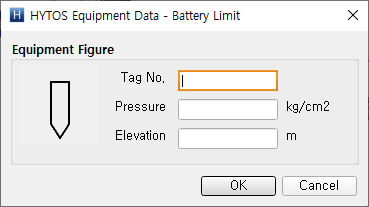 H HYTOS Equipment Data - Battery Limit
Equipment Figure
Tag No.
Pressure kg/cm2
Elevation m
OK Cancel